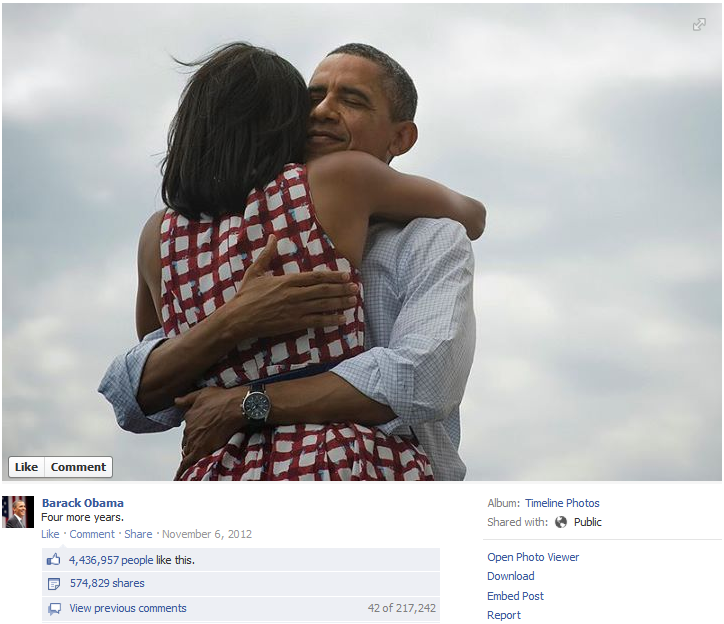 Like Comment
Barack Obama
Four more years.
Like · Comment · Share · November 6, 2012
4,436,957 people like this.
574,829 shares
View previous comments 42 of 217,242
Album: Timeline Photos
Shared with: Public
Open Photo Viewer
Download
Embed Post
Report